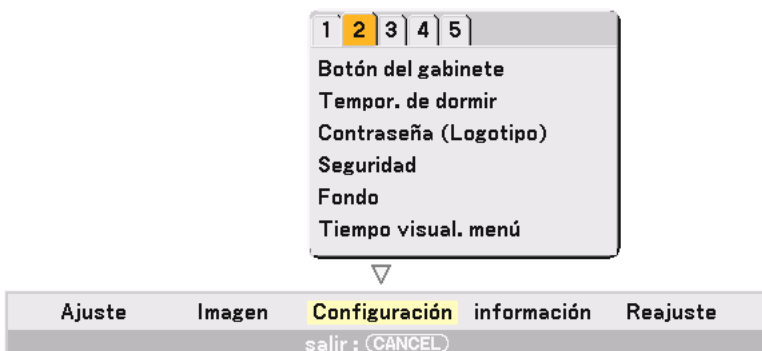 1 2 3 4 5
Botón del gabinete
Tempor. de dormir
Contraseña (Logotipo)
Seguridad
Fondo
Tiempo visual. menú
Ajuste Imagen Configuración información Reajuste
salir : (CANCEL)